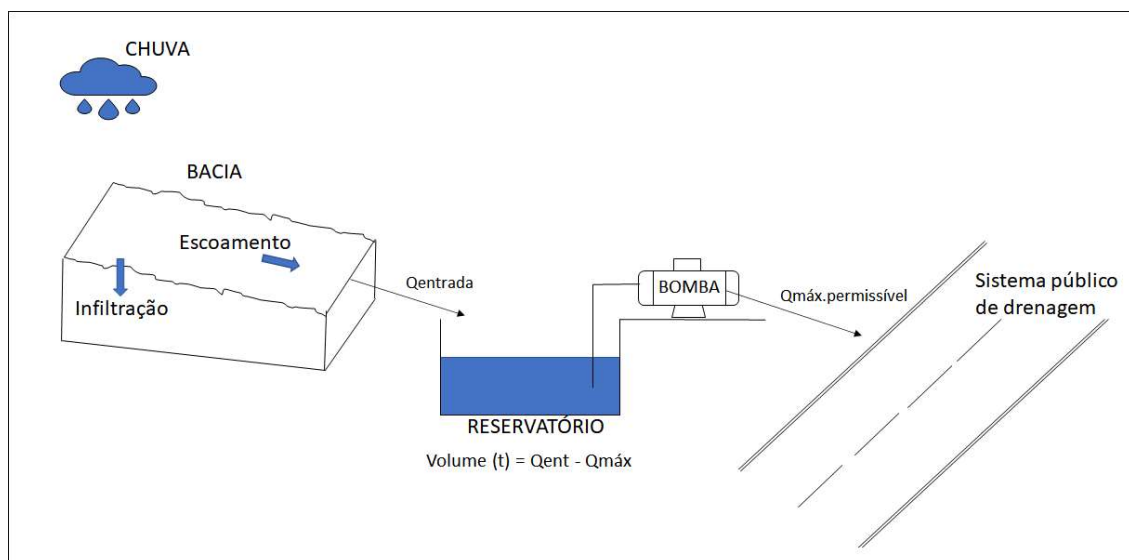 CHUVA
BACIA
Escoamento
Infiltração
Qentrada
BOMBA
Qmáx.permissível
Sistema público
de drenagem
RESERVATÓRIO
Volume (t) = Qent - Qmáx